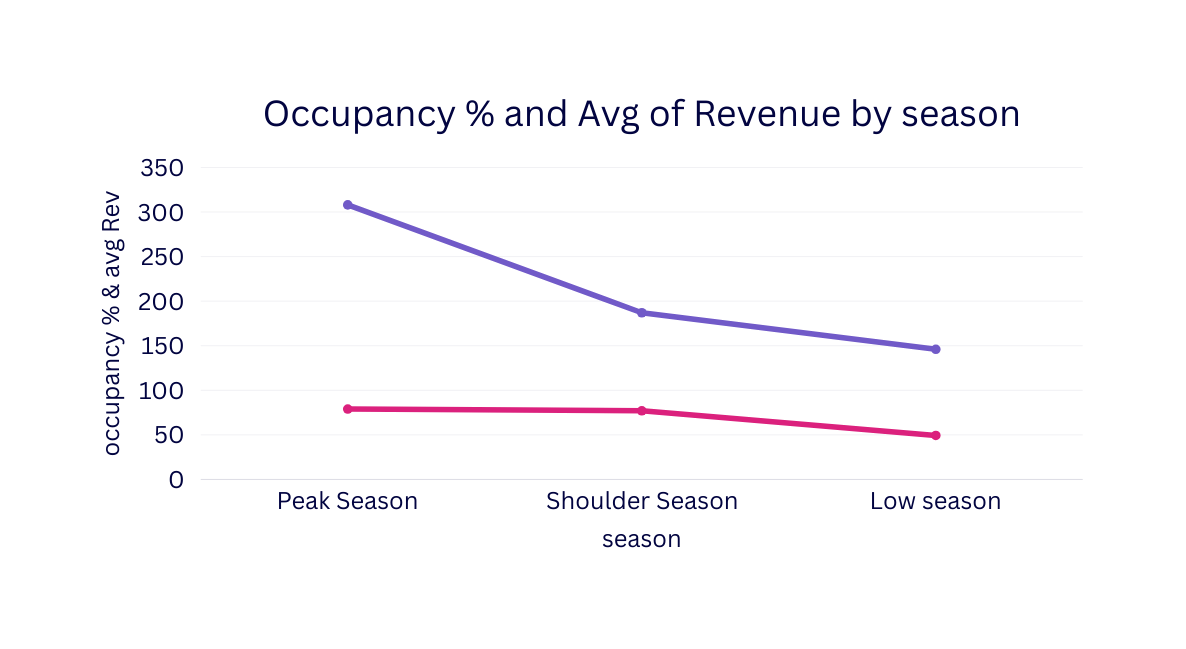 Occupancy % and Avg of Revenue by season
occupancy % & avg Rev
350
300
250
200
150
100
50
0
Peak Season
Shoulder Season
Low season
season